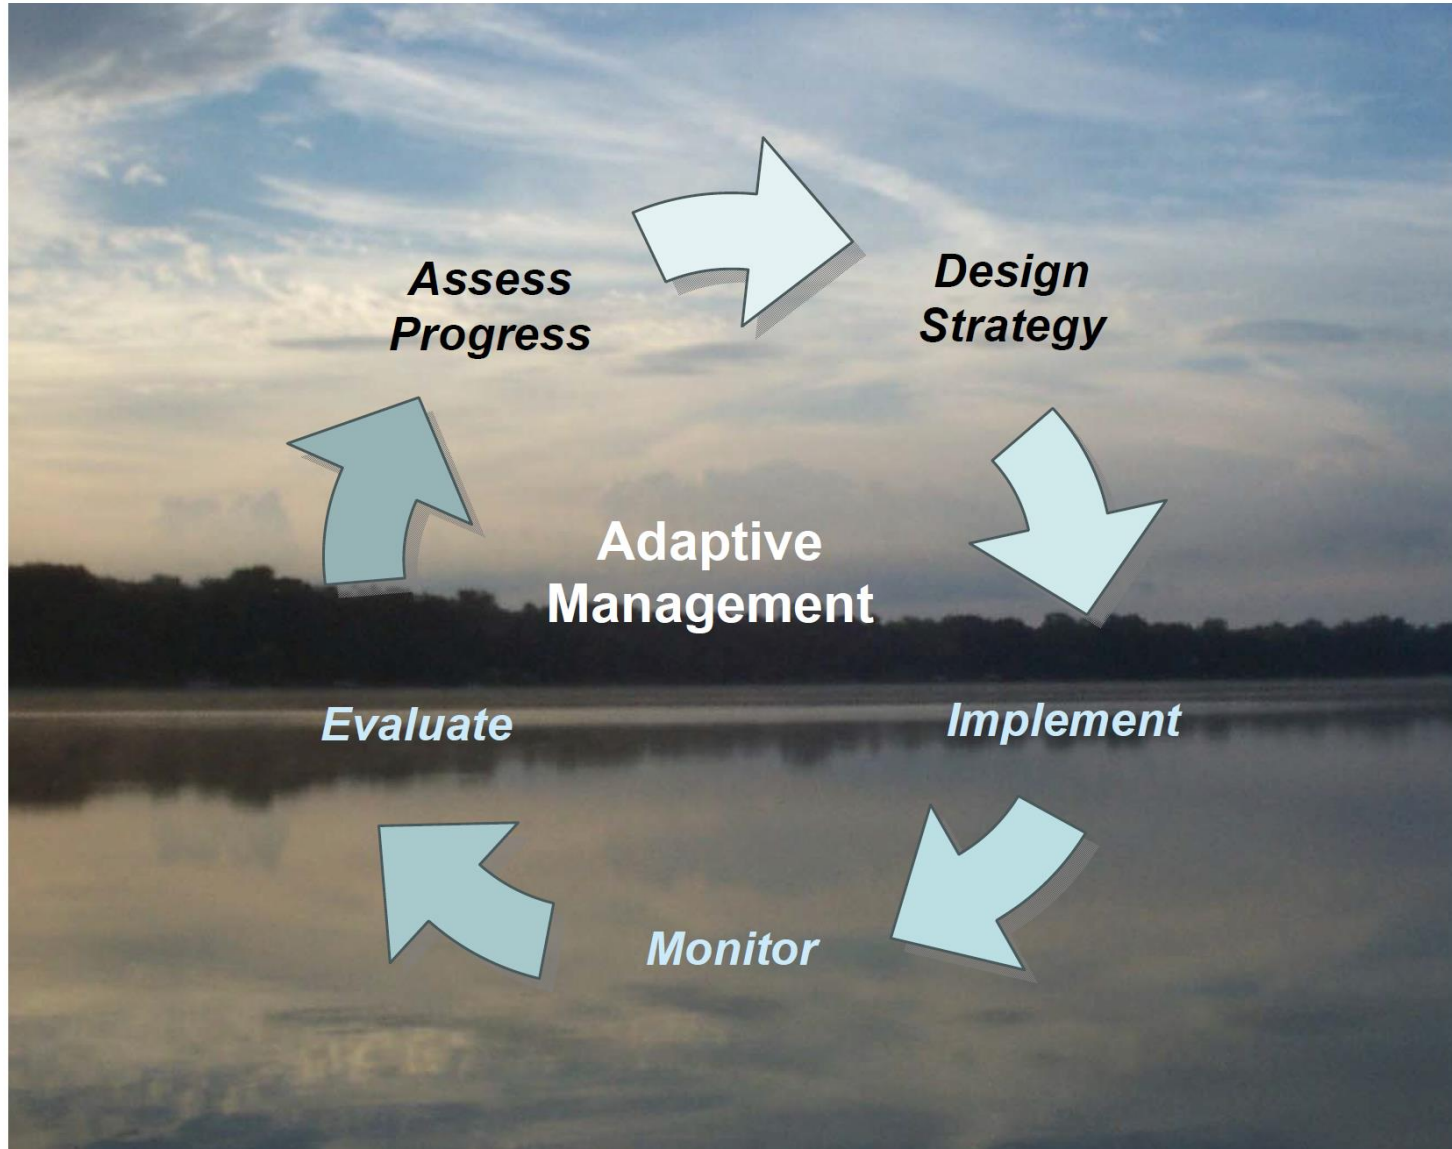 Assess
Progress
Design
Strategy
Adaptive
Management
Evaluate
Implement
Monitor